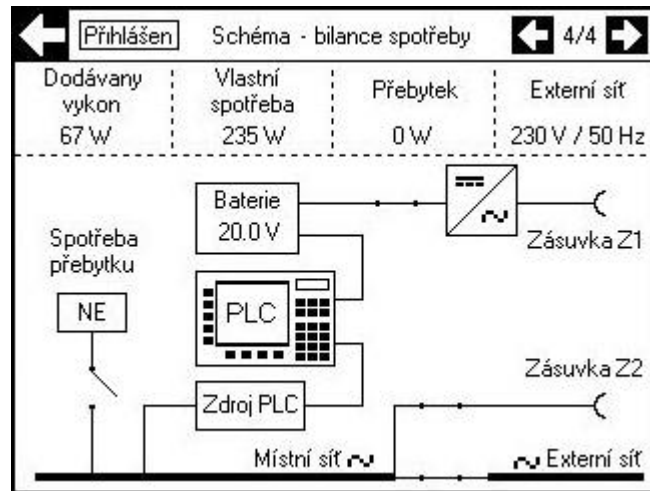 Přihlášen Schéma - bilance spotřeby 4/4
Dodávany
vykon
67 W
Vlastní
spotřeba
235 W
Přebytek
0 W
Externí síť
230 V / 50 Hz
Baterie
20.0 V
Zásuvka Z1
Spotřeba
přebytku
NE
PLC
Zásuvka Z2
Zdroj PLC
Místní síť
Externí síť